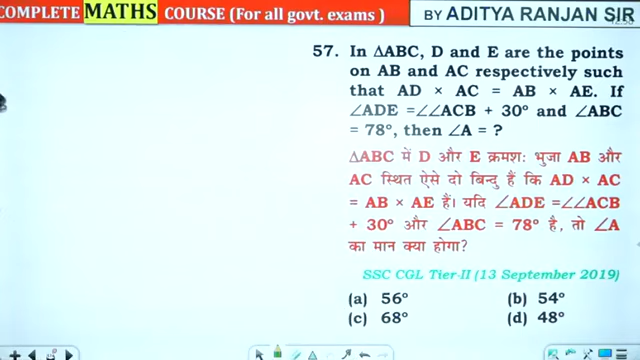 COMPLETE MATHS COURSE (For all govt. exams ) BY ADITYA RANJAN SIR
57. In ΔABC, D and E are the points
on AB and AC respectively such
that AD × AC = AB × AE. If
∠ADE =∠∠ACB + 30° and ∠ABC
= 78°, then ∠A = ?
ΔABC में D और E क्रमशः भुजा AB और
AC स्थित ऐसे दो बिन्दु हैं कि AD × AC
= AB × AE हैं। यदि ∠ADE =∠∠ACB
+ 30° और ∠ABC = 78° है, तो ∠A
का मान क्या होगा?
SSC CGL Tier-II (13 September 2019)
(a) 56° (b) 54°
(c) 68° (d) 48°